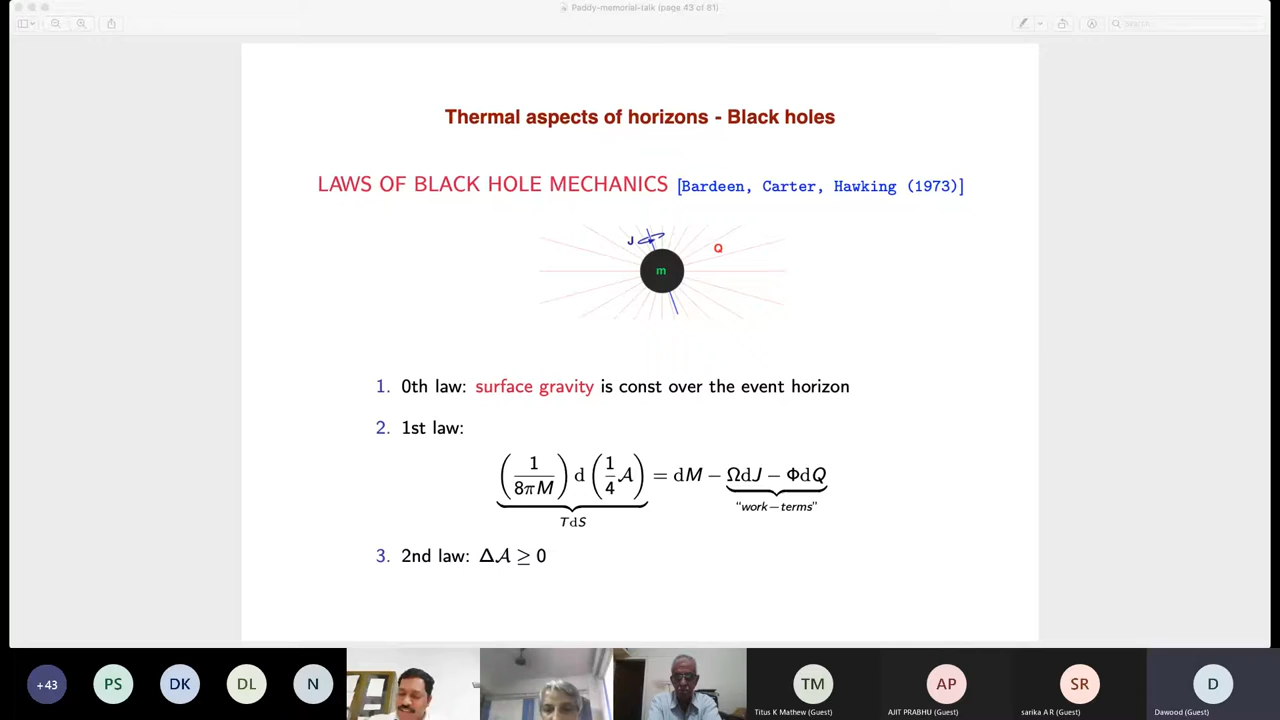 Paddy-memorial-talk (page 43 of 81)
Search
Thermal aspects of horizons - Black holes
LAWS OF BLACK HOLE MECHANICS [Bardeen, Carter, Hawking (1973)]
J
Q
m
1. 0th law: surface gravity is const over the event horizon
2. 1st law:
(1/8πM) d (1/4 𝒜) = dM − ΩdJ − ΦdQ
TdS
“work−terms”
3. 2nd law: Δ𝒜 ≥ 0
+43 PS DK DL N TM AP SR D
Titus K Mathew (Guest) AJIT PRABHU (Guest) sarika A R (Guest) Dawood (Guest)